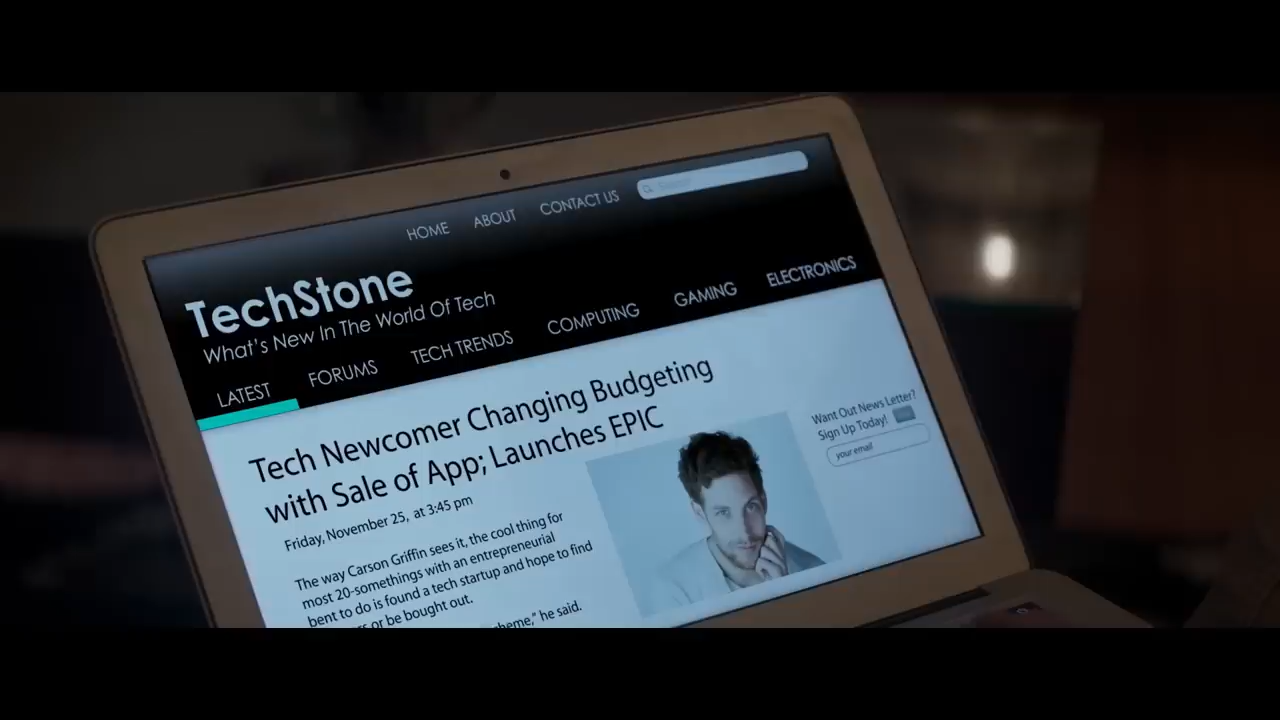 HOME ABOUT CONTACT US
TechStone
What's New In The World Of Tech
LATEST FORUMS TECH TRENDS COMPUTING GAMING ELECTRONICS
Tech Newcomer Changing Budgeting
with Sale of App; Launches EPIC
Friday, November 25, at 3:45 pm
The way Carson Griffin sees it, the cool thing for
most 20-somethings with an entrepreneurial
bent to do is found a tech startup and hope to find
or be bought out.
he said.
Want Out News Letter?
Sign Up Today!
your email